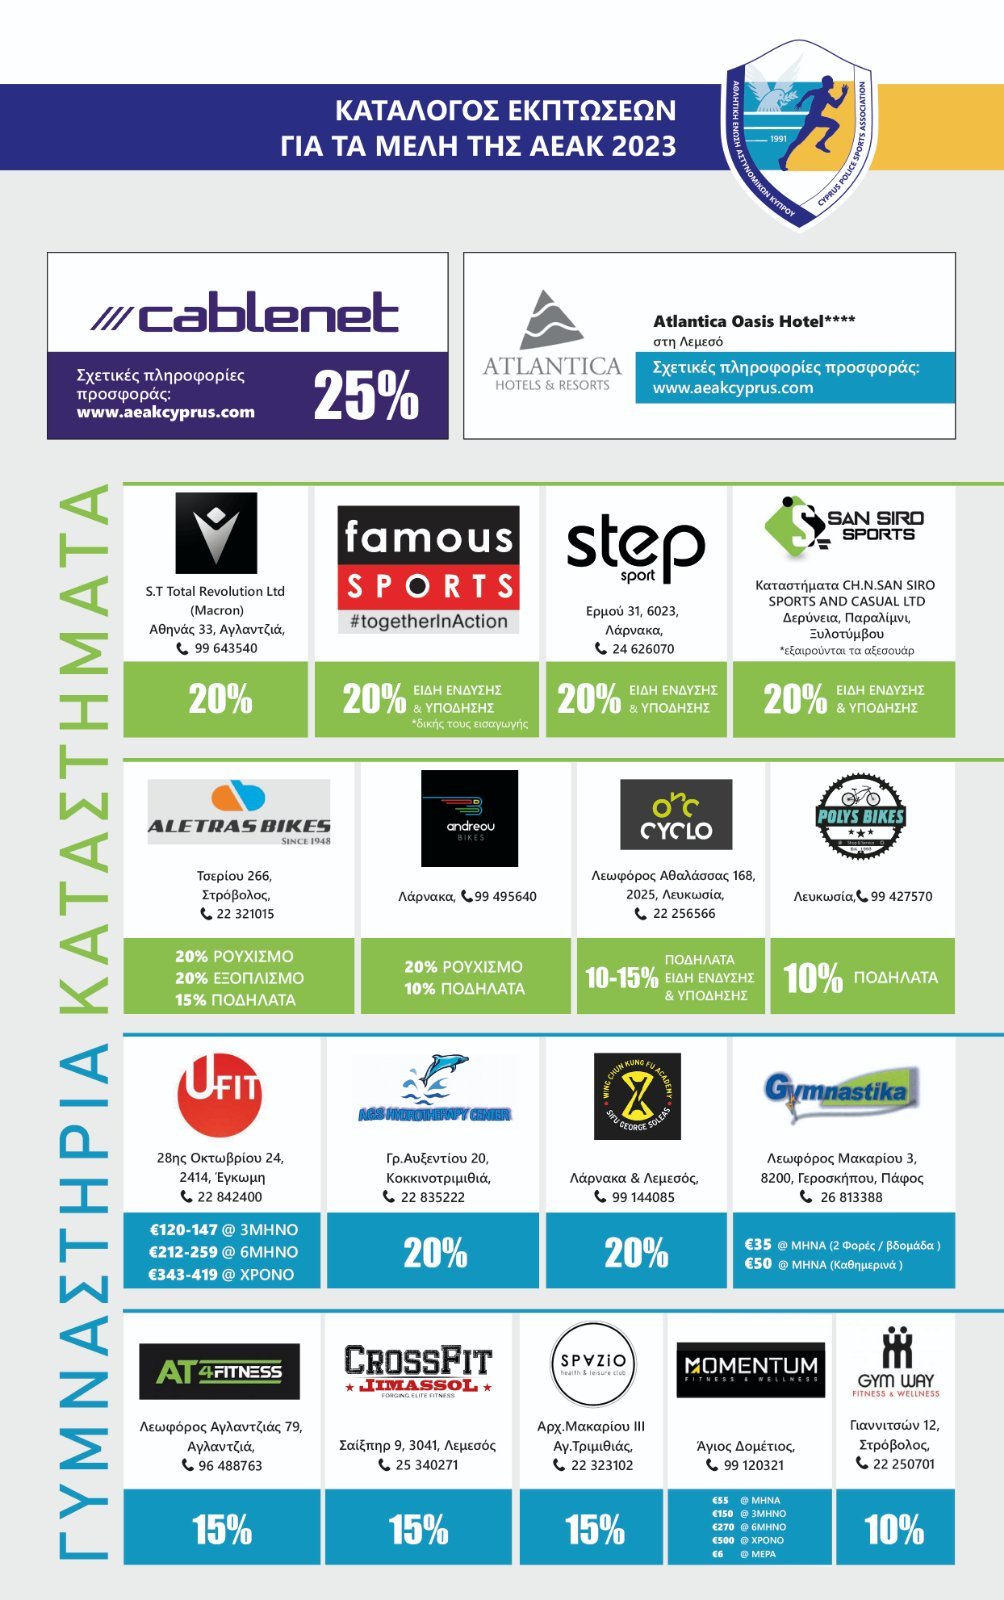 ΚΑΤΑΛΟΓΟΣ ΕΚΠΤΩΣΕΩΝ
ΓΙΑ ΤΑ ΜΕΛΗ ΤΗΣ ΑΕΑΚ 2023
ΑΘΛΗΤΙΚΗ ΕΝΩΣΗ ΑΣΤΥΝΟΜΙΚΩΝ ΚΥΠΡΟΥ
CYPRUS POLICE SPORTS ASSOCIATION
1991
cablenet
Σχετικές πληροφορίες
προσφοράς:
www.aeakcyprus.com
25%
ATLANTICA
HOTELS & RESORTS
Atlantica Oasis Hotel****
στη Λεμεσό
Σχετικές πληροφορίες προσφοράς:
www.aeakcyprus.com
ΚΑΤΑΣΤΗΜΑΤΑ
S.T Total Revolution Ltd
(Macron)
Αθηνάς 33, Αγλαντζιά,
99 643540
20%
famous
SPORTS
#togetherInAction
20% ΕΙΔΗ ΕΝΔΥΣΗΣ
& ΥΠΟΔΗΣΗΣ
*δικής τους εισαγωγής
step
sport
Ερμού 31, 6023,
Λάρνακα,
24 626070
20% ΕΙΔΗ ΕΝΔΥΣΗΣ
& ΥΠΟΔΗΣΗΣ
SAN SIRO
SPORTS
Καταστήματα CH.N.SAN SIRO
SPORTS AND CASUAL LTD
Δερύνεια, Παραλίμνι,
Ξυλοτύμβου
*εξαιρούνται τα αξεσουάρ
20% ΕΙΔΗ ΕΝΔΥΣΗΣ
& ΥΠΟΔΗΣΗΣ
ALETRAS BIKES
SINCE 1948
Τσερίου 266,
Στρόβολος,
22 321015
20% ΡΟΥΧΙΣΜΟ
20% ΕΞΟΠΛΙΣΜΟ
15% ΠΟΔΗΛΑΤΑ
andreou
BIKES
Λάρνακα, 99 495640
20% ΡΟΥΧΙΣΜΟ
10% ΠΟΔΗΛΑΤΑ
onc
CYCLO
Λεωφόρος Αθαλάσσας 168,
2025, Λευκωσία,
22 256566
10-15% ΠΟΔΗΛΑΤΑ
ΕΙΔΗ ΕΝΔΥΣΗΣ
& ΥΠΟΔΗΣΗΣ
POLYS BIKES
Λευκωσία, 99 427570
10% ΠΟΔΗΛΑΤΑ
ΓΥΜΝΑΣΤΗΡΙΑ
UFIT
28ης Οκτωβρίου 24,
2414, Έγκωμη
22 842400
€120-147 @ 3ΜΗΝΟ
€212-259 @ 6ΜΗΝΟ
€343-419 @ ΧΡΟΝΟ
A.G.S HYDROTHERAPY CENTER
Γρ.Αυξεντίου 20,
Κοκκινοτριμιθιά,
22 835222
20%
WING CHUN KUNG FU ACADEMY
SIFU GEORGE SOLEAS
Λάρνακα & Λεμεσός,
99 144085
20%
Gymnastika
Λεωφόρος Μακαρίου 3,
8200, Γεροσκήπου, Πάφος
26 813388
€35 @ ΜΗΝΑ (2 Φορές / βδομάδα )
€50 @ ΜΗΝΑ (Καθημερινά )
AT4FITNESS
Λεωφόρος Αγλαντζιάς 79,
Αγλαντζιά,
96 488763
15%
CROSSFIT
LIMASSOL
FORGING ELITE FITNESS
Σαίξπηρ 9, 3041, Λεμεσός
25 340271
15%
SPAZiO
health & leisure club
Αρχ.Μακαρίου ΙΙΙ
Αγ.Τριμιθιάς,
22 323102
15%
MOMENTUM
FITNESS & WELLNESS
Άγιος Δομέτιος,
99 120321
€55 @ ΜΗΝΑ
€150 @ 3ΜΗΝΟ
€270 @ 6ΜΗΝΟ
€500 @ ΧΡΟΝΟ
€6 @ ΜΕΡΑ
GYM WAY
FITNESS & WELLNESS
Γιαννιτσών 12,
Στρόβολος,
22 250701
10%